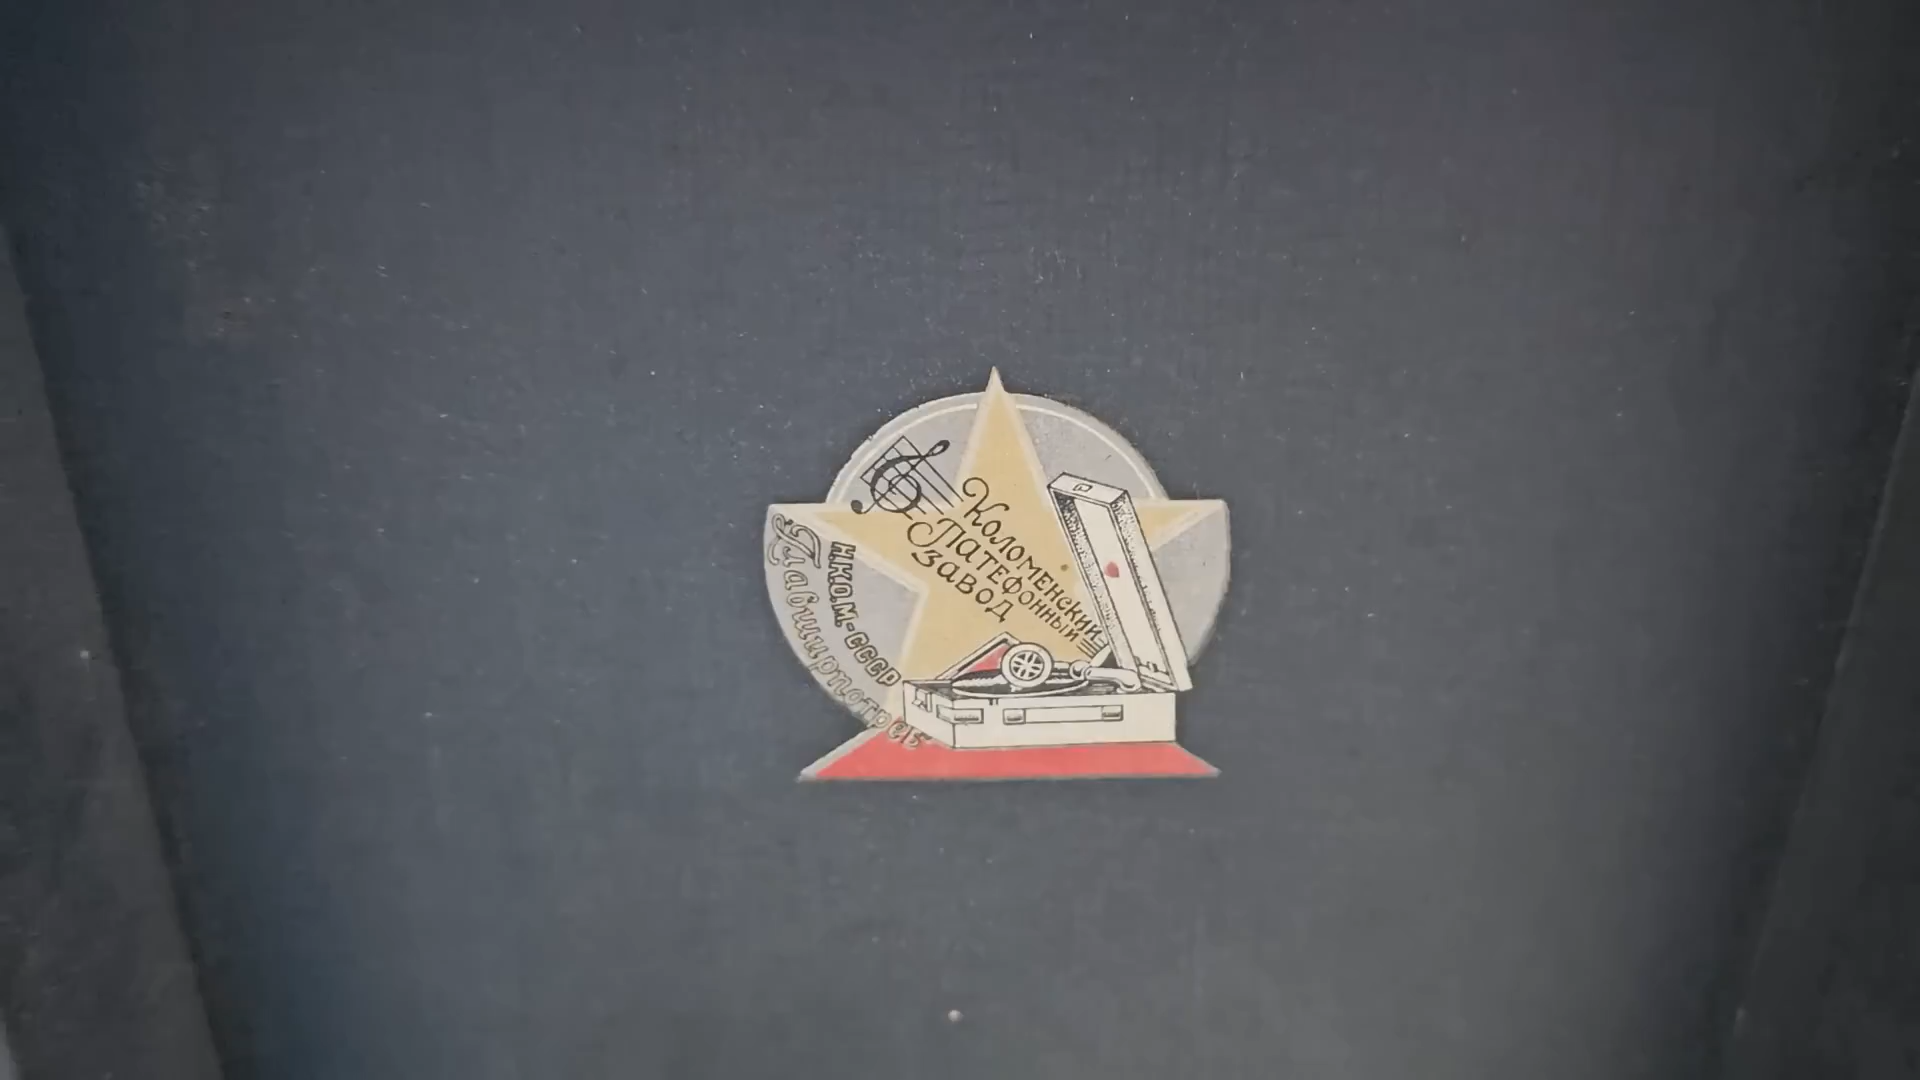 Коломенский
Патефонный
завод
Н.К.О.М.-СССР
Главширпотреб